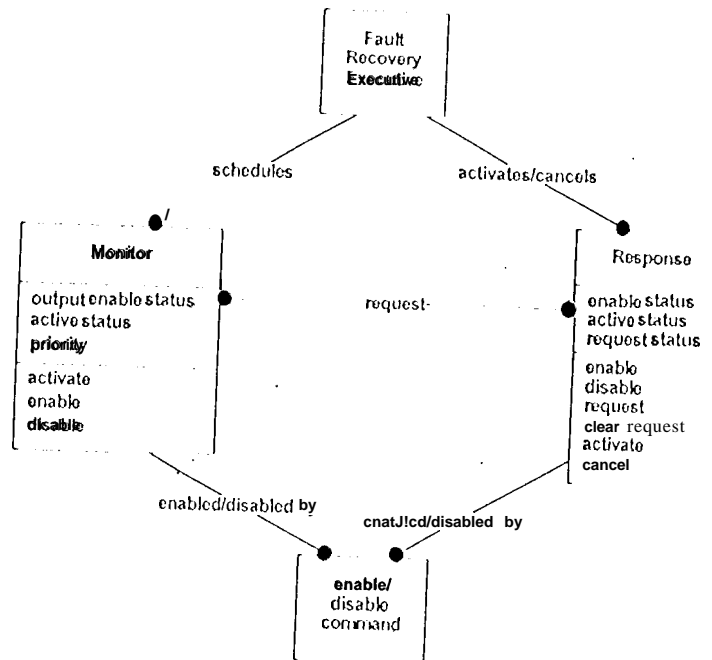 Fault
Recovery
Executive
schedules
activates/cancels
Monitor
output enable status
active status
priority
activate
enable
disable
request
Response
enable status
active status
request status
enable
disable
request
clear request
activate
cancel
enabled/disabled by
cnatJ!cd/disabled by
enable/
disable
command